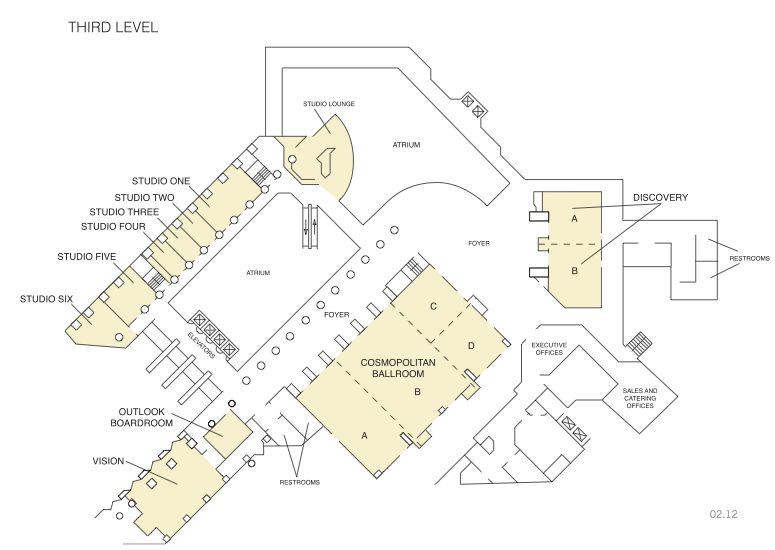 THIRD LEVEL
STUDIO LOUNGE
ATRIUM
STUDIO ONE
STUDIO TWO
STUDIO THREE
STUDIO FOUR
STUDIO FIVE
STUDIO SIX
DISCOVERY
A
B
FOYER
RESTROOMS
ATRIUM
FOYER
ELEVATORS
C
D
COSMOPOLITAN
BALLROOM
B
A
EXECUTIVE
OFFICES
SALES AND
CATERING
OFFICES
OUTLOOK
BOARDROOM
VISION
RESTROOMS
02.12